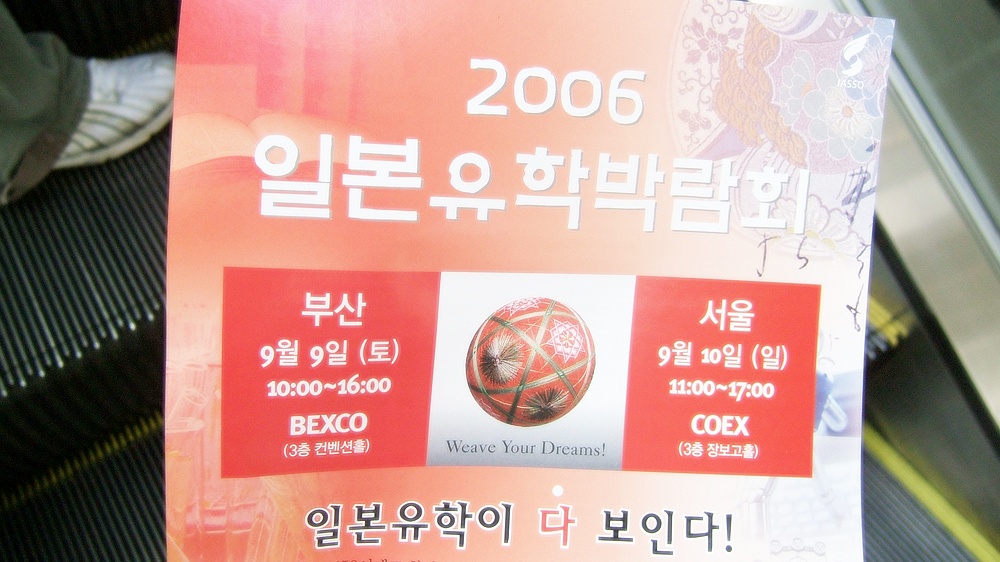 JASSO
2006
일본유학박람회
부산
9월 9일 (토)
10:00~16:00
BEXCO
(3층 컨벤션홀)
Weave Your Dreams!
서울
9월 10일 (일)
11:00~17:00
COEX
(3층 장보고홀)
일본유학이 다 보인다!